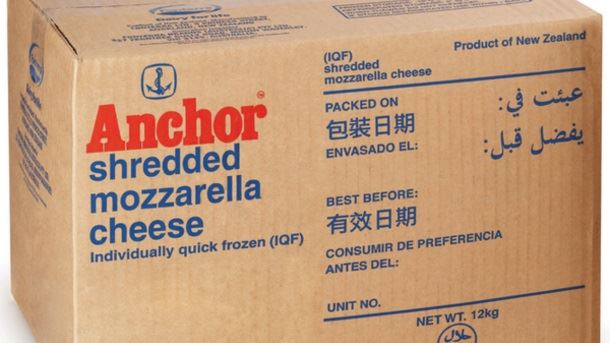 Dairy for life
Anchor™
shredded
mozzarella
cheese
Individually quick frozen (IQF)
(IQF)
shredded
mozzarella cheese
Product of New Zealand
PACKED ON
包裝日期
ENVASADO EL:
عبئت في:
يفضل قبل:
BEST BEFORE:
有效日期
CONSUMIR DE PREFERENCIA
ANTES DEL:
UNIT NO.
NET WT. 12kg
حلال